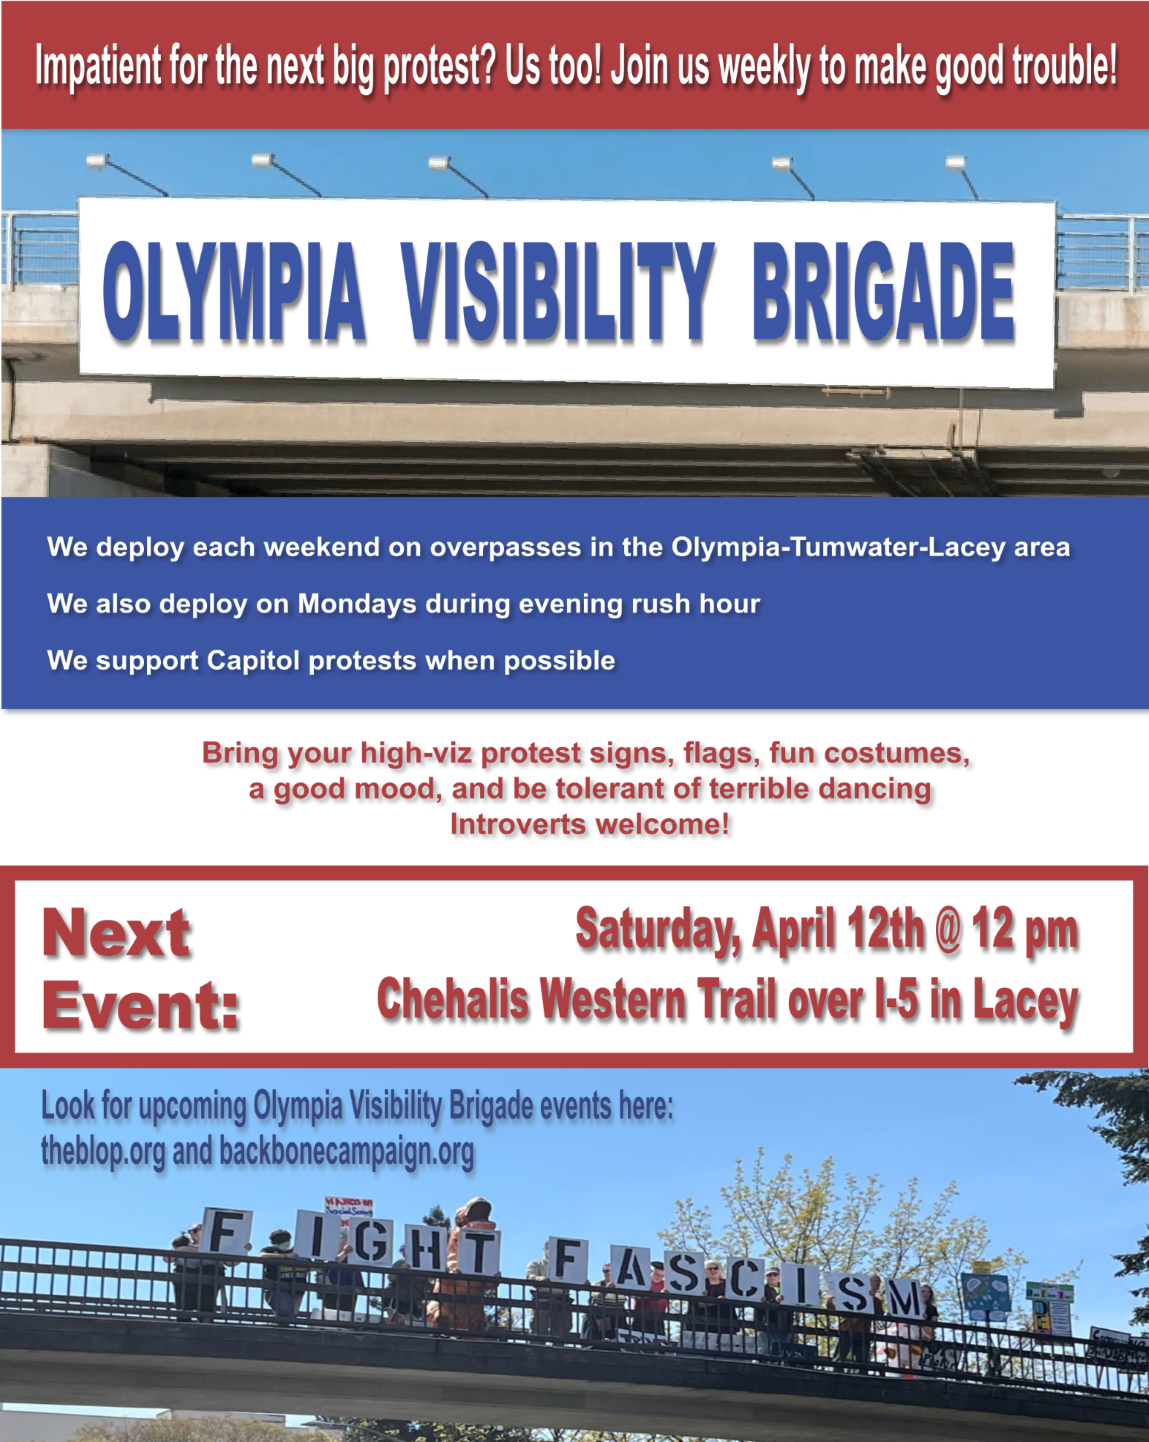 Impatient for the next big protest? Us too! Join us weekly to make good trouble!
OLYMPIA VISIBILITY BRIGADE
We deploy each weekend on overpasses in the Olympia-Tumwater-Lacey area
We also deploy on Mondays during evening rush hour
We support Capitol protests when possible
Bring your high-viz protest signs, flags, fun costumes,
a good mood, and be tolerant of terrible dancing
Introverts welcome!
Next
Event:
Saturday, April 12th @ 12 pm
Chehalis Western Trail over I-5 in Lacey
Look for upcoming Olympia Visibility Brigade events here:
theblop.org and backbonecampaign.org
FIGHT FASCISM